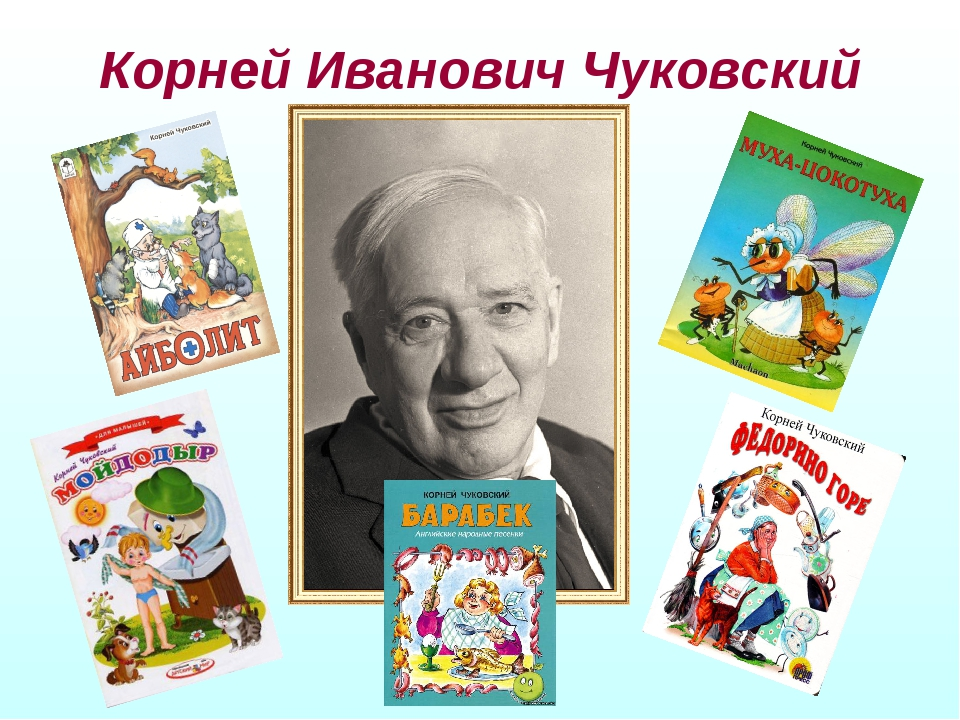 Корней Иванович Чуковский
Корней Чуковский
АЙБОЛИТ
Корней Чуковский
МУХА-ЦОКОТУХА
Machaon
ДЛЯ МАЛЫШЕЙ
Корней Чуковский
МОЙДОДЫР
КОРНЕЙ ЧУКОВСКИЙ
БАРАБЕК
Английские народные песенки
Корней Чуковский
ФЕДОРИНО ГОРЕ